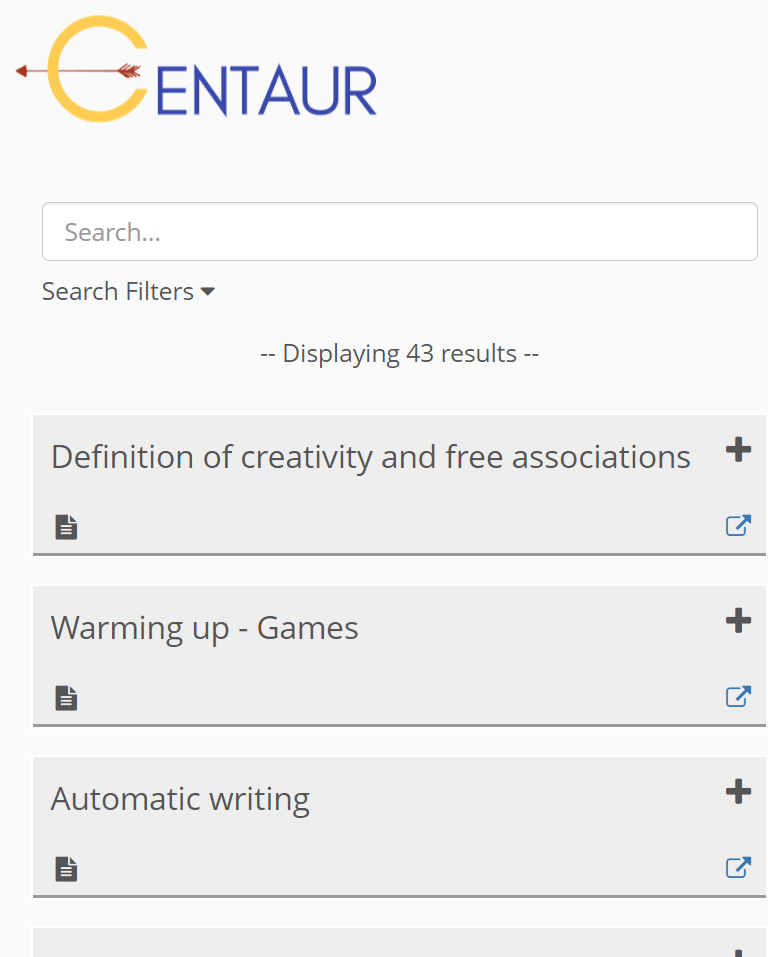 CENTAUR
Search...
Search Filters
-- Displaying 43 results --
Definition of creativity and free associations
Warming up - Games
Automatic writing